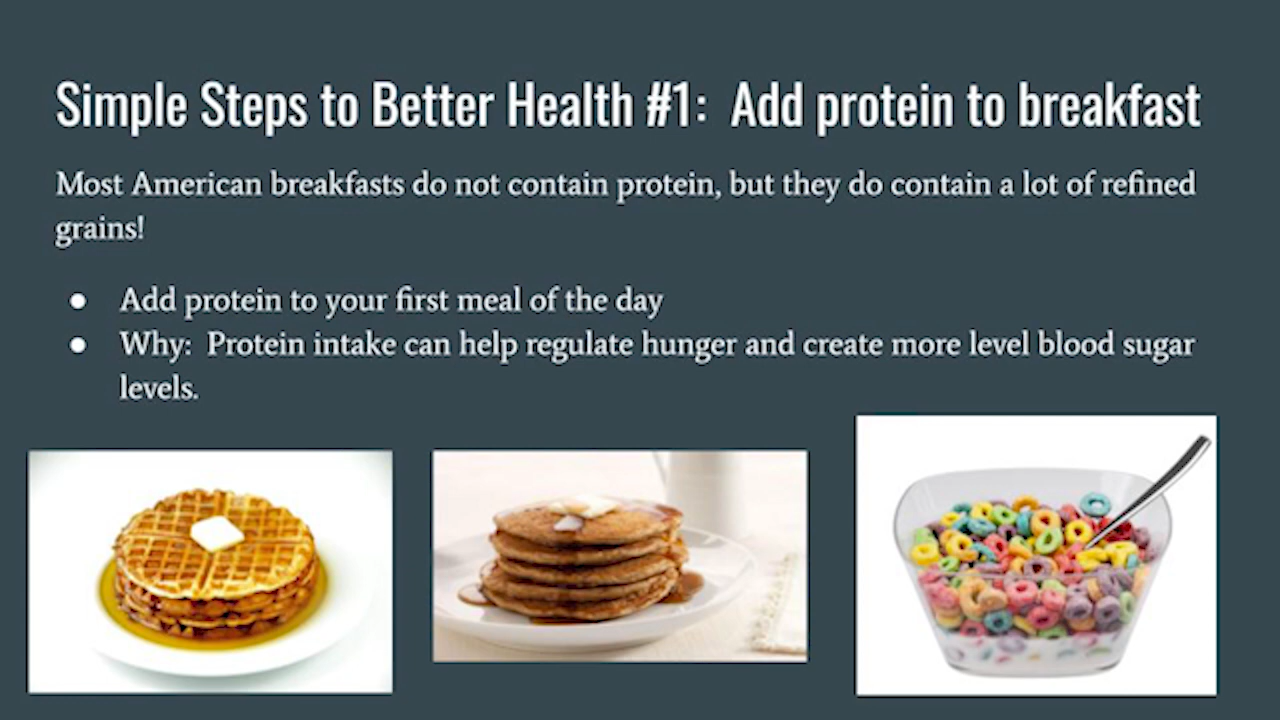 Simple Steps to Better Health #1:  Add protein to breakfast
Most American breakfasts do not contain protein, but they do contain a lot of refined
grains!
● Add protein to your first meal of the day
● Why:  Protein intake can help regulate hunger and create more level blood sugar
levels.